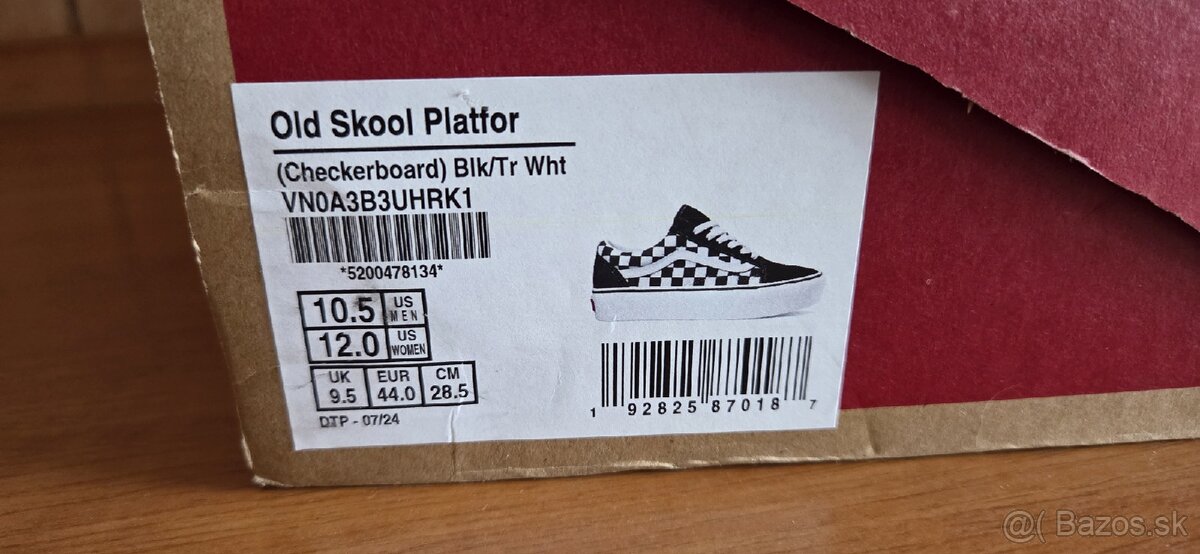 Old Skool Platfor
(Checkerboard) Blk/Tr Wht
VN0A3B3UHRK1
*5200478134*
10.5 US MEN
12.0 US WOMEN
UK 9.5 EUR 44.0 CM 28.5
DTP - 07/24
1 92825 87018 7
@( Bazos.sk